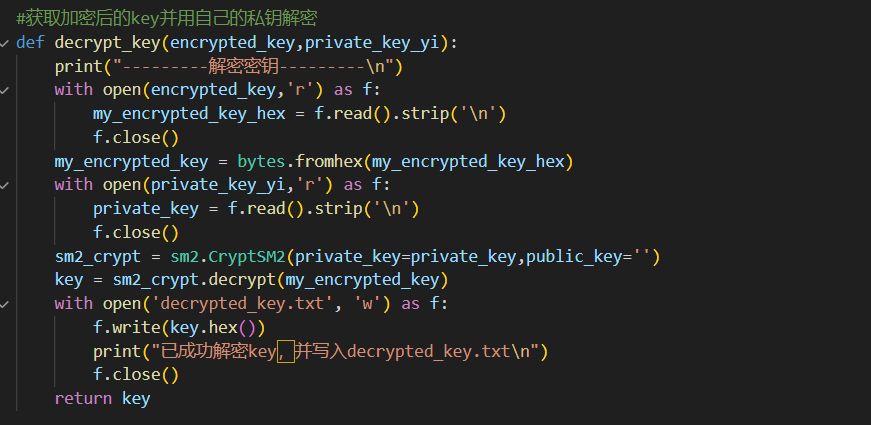 #获取加密后的key并用自己的私钥解密
def decrypt_key(encrypted_key,private_key_yi):
    print("---------解密密钥---------\n")
    with open(encrypted_key,'r') as f:
        my_encrypted_key_hex = f.read().strip('\n')
        f.close()
    my_encrypted_key = bytes.fromhex(my_encrypted_key_hex)
    with open(private_key_yi,'r') as f:
        private_key = f.read().strip('\n')
        f.close()
    sm2_crypt = sm2.CryptSM2(private_key=private_key,public_key='')
    key = sm2_crypt.decrypt(my_encrypted_key)
    with open('decrypted_key.txt', 'w') as f:
        f.write(key.hex())
        print("已成功解密key，并写入decrypted_key.txt\n")
        f.close()
    return key